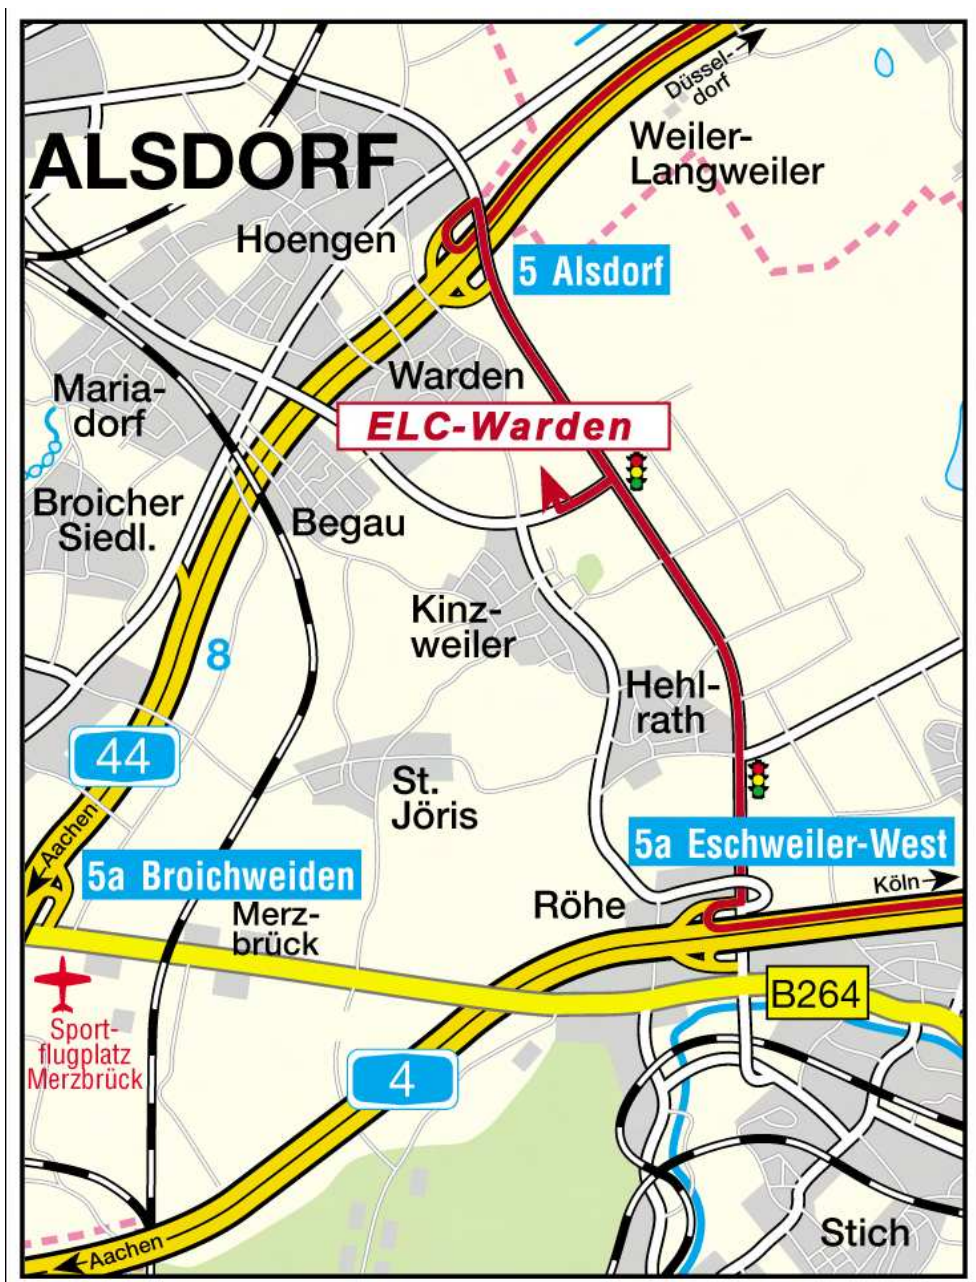 Düssel-
dorf
Weiler-
Langweiler
ALSDORF
Hoengen
5 Alsdorf
Warden
Maria-
dorf
ELC-Warden
Broicher
Siedl.
Begau
Kinz-
weiler
8
Hehl-
rath
44
St.
Jöris
Aachen
5a Eschweiler-West
5a Broichweiden
Köln
Röhe
Merz-
brück
B264
Sport-
flugplatz
Merzbrück
4
Stich
Aachen